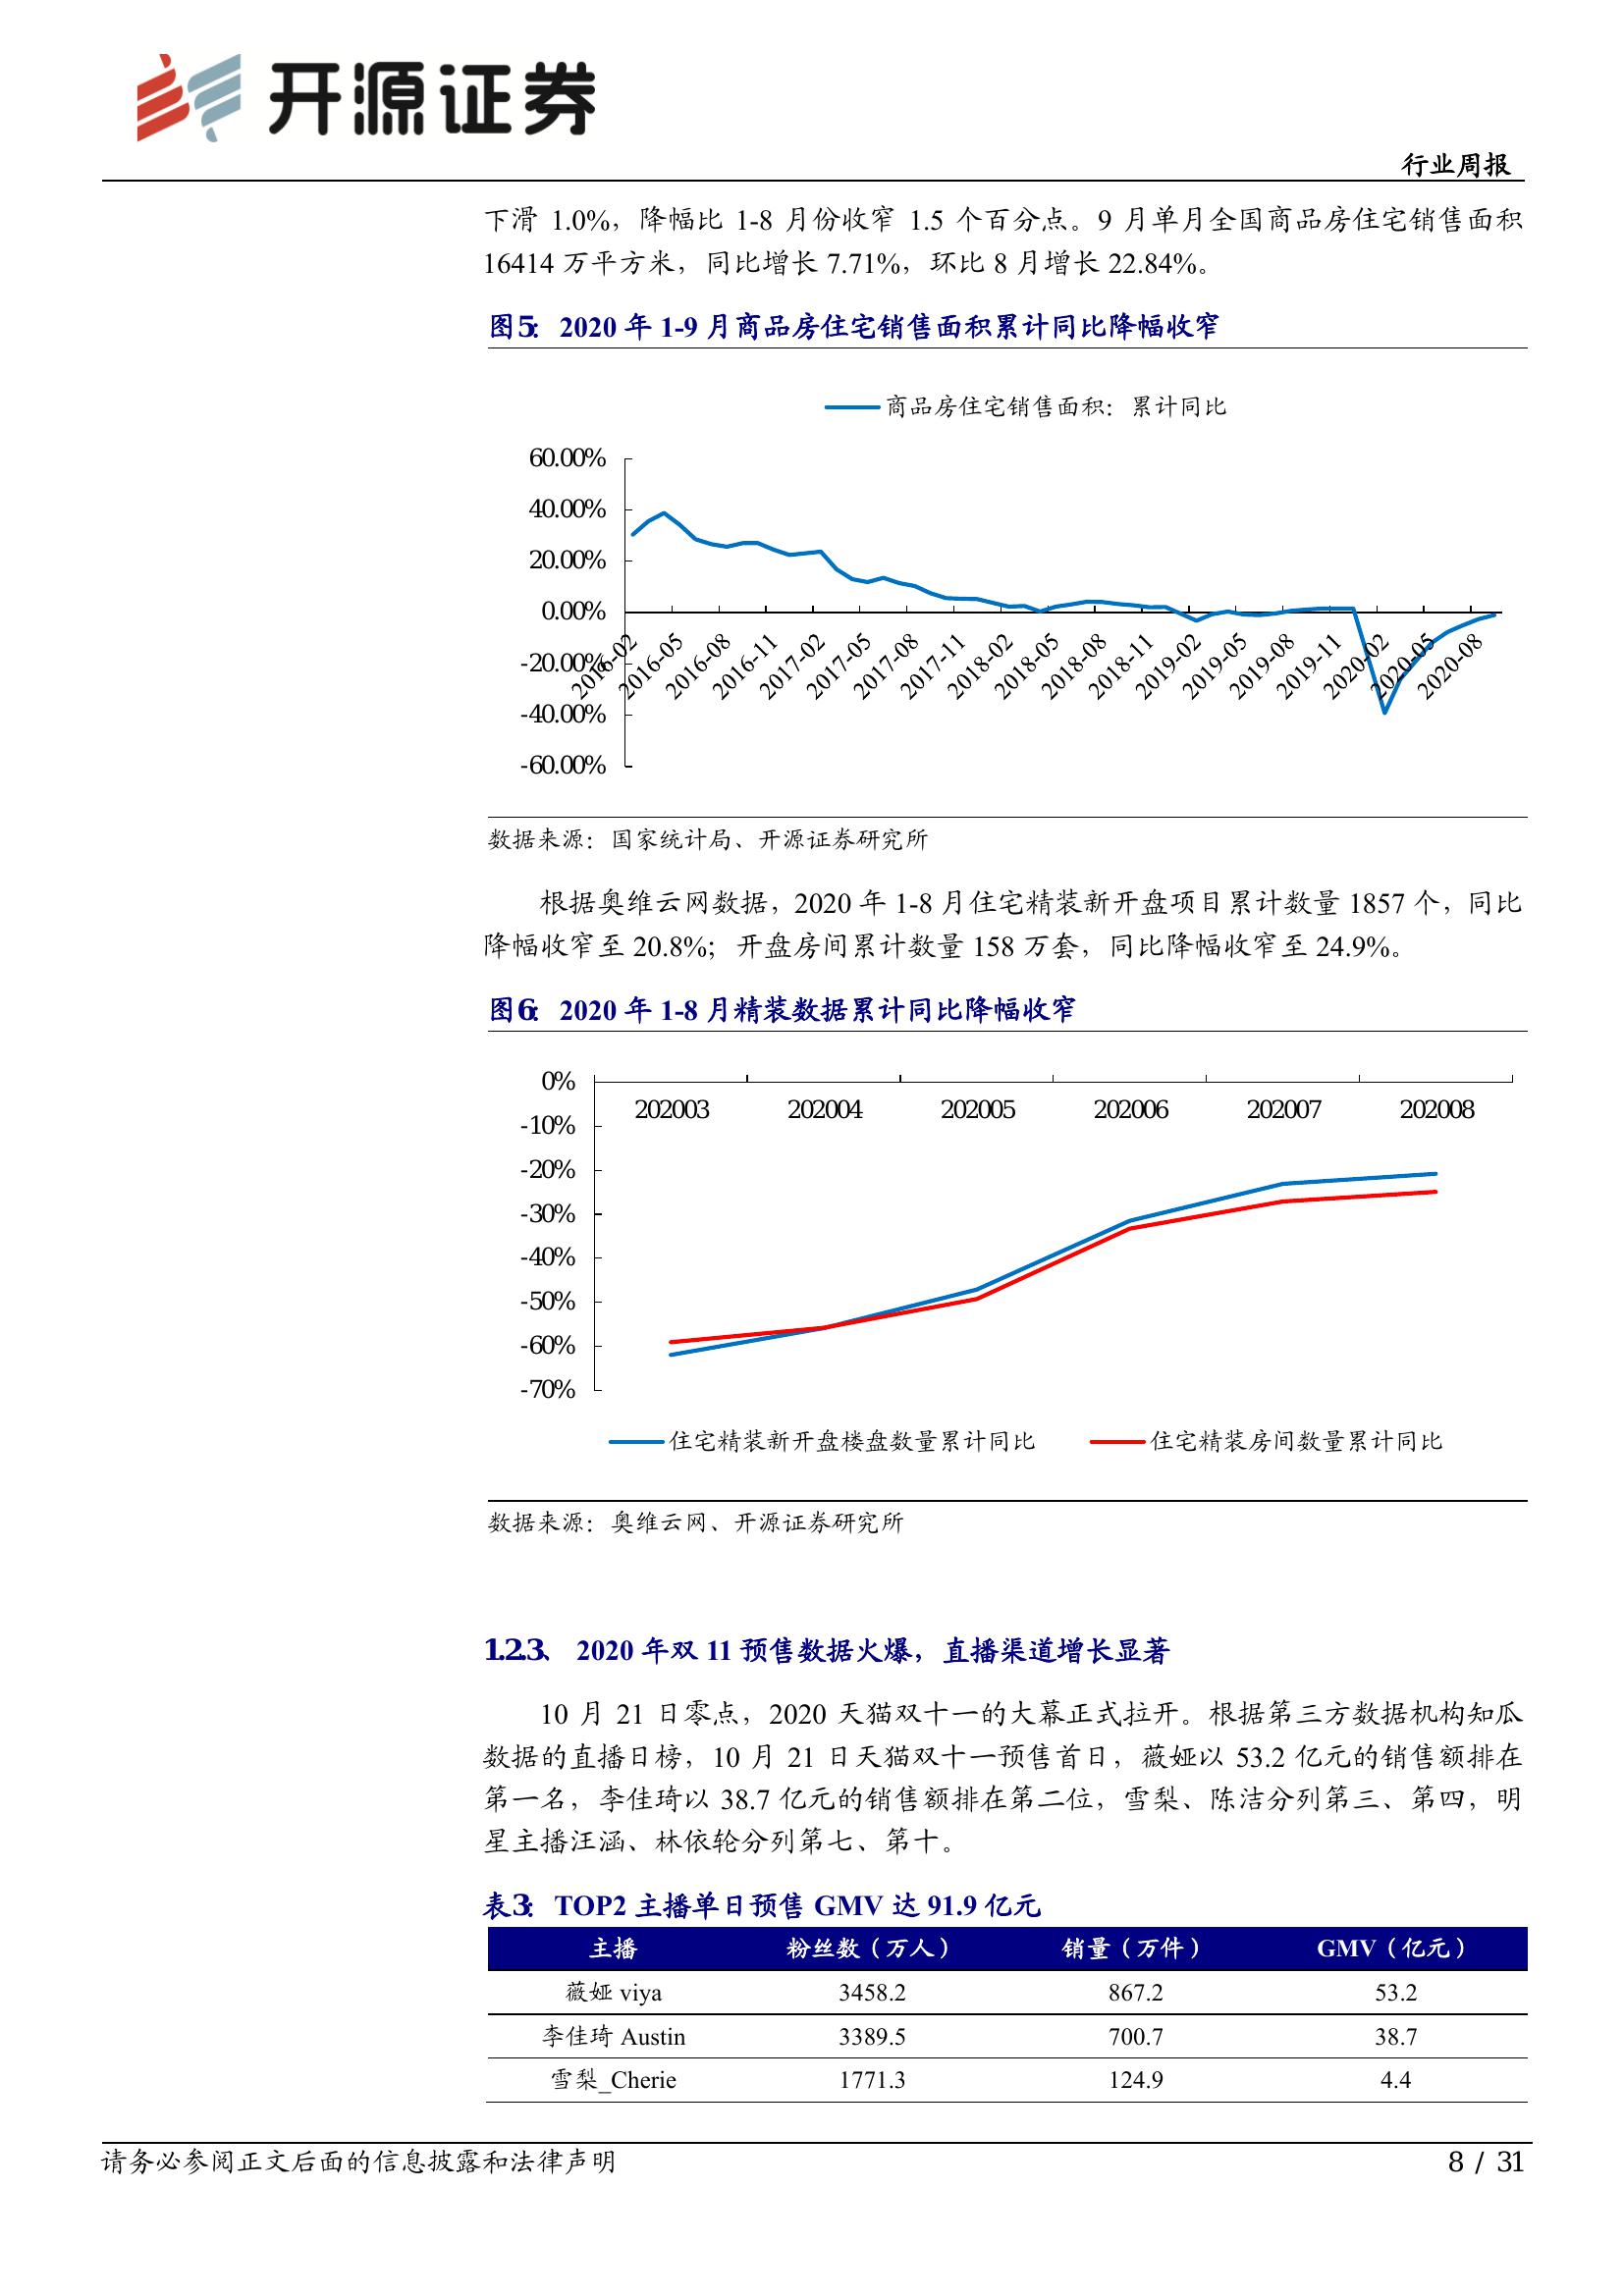 开源证券
行业周报
下滑 1.0%，降幅比 1-8 月份收窄 1.5 个百分点。9 月单月全国商品房住宅销售面积
16414 万平方米，同比增长 7.71%，环比 8 月增长 22.84%。
图5： 2020 年 1-9 月商品房住宅销售面积累计同比降幅收窄
商品房住宅销售面积：累计同比
60.00%
40.00%
20.00%
0.00%
-20.00%
-40.00%
-60.00%
2016-02
2016-05
2016-08
2016-11
2017-02
2017-05
2017-08
2017-11
2018-02
2018-05
2018-08
2018-11
2019-02
2019-05
2019-08
2019-11
2020-02
2020-05
2020-08
数据来源：国家统计局、开源证券研究所
根据奥维云网数据，2020 年 1-8 月住宅精装新开盘项目累计数量 1857 个，同比
降幅收窄至 20.8%；开盘房间累计数量 158 万套，同比降幅收窄至 24.9%。
图6： 2020 年 1-8 月精装数据累计同比降幅收窄
0%
-10%
-20%
-30%
-40%
-50%
-60%
-70%
202003 202004 202005 202006 202007 202008
住宅精装新开盘楼盘数量累计同比 住宅精装房间数量累计同比
数据来源：奥维云网、开源证券研究所
1.2.3、 2020 年双 11 预售数据火爆，直播渠道增长显著
10 月 21 日零点，2020 天猫双十一的大幕正式拉开。根据第三方数据机构知瓜
数据的直播日榜，10 月 21 日天猫双十一预售首日，薇娅以 53.2 亿元的销售额排在
第一名，李佳琦以 38.7 亿元的销售额排在第二位，雪梨、陈洁分列第三、第四，明
星主播汪涵、林依轮分列第七、第十。
表3： TOP2 主播单日预售 GMV 达 91.9 亿元
主播 粉丝数（万人） 销量（万件） GMV（亿元）
薇娅 viya 3458.2 867.2 53.2
李佳琦 Austin 3389.5 700.7 38.7
雪梨_Cherie 1771.3 124.9 4.4
请务必参阅正文后面的信息披露和法律声明
8 / 31